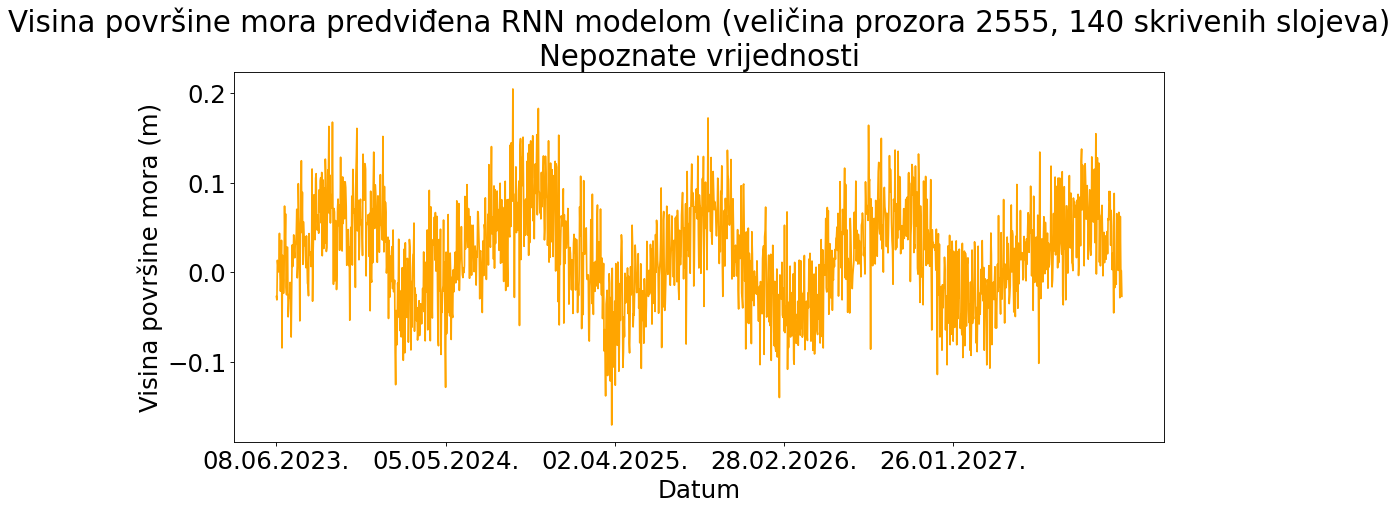 Visina površine mora predviđena RNN modelom (veličina prozora 2555, 140 skrivenih slojeva)
Nepoznate vrijednosti
Visina površine mora (m)
0.2
0.1
0.0
−0.1
08.06.2023.
05.05.2024.
02.04.2025.
28.02.2026.
26.01.2027.
Datum